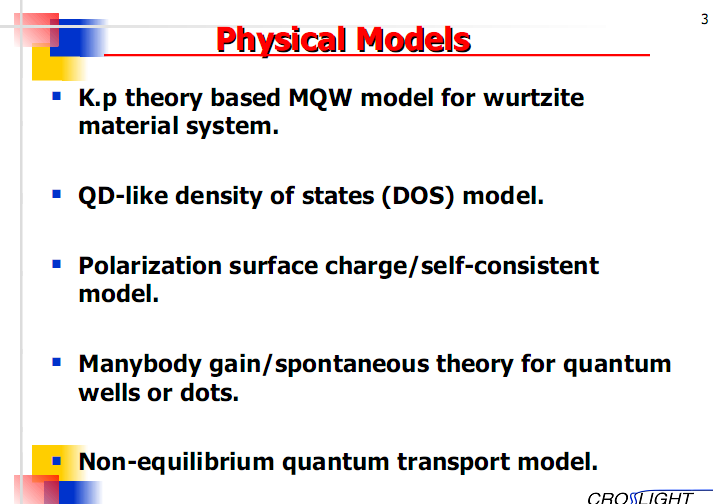 3
Physical Models
K.p theory based MQW model for wurtzite
material system.
QD-like density of states (DOS) model.
Polarization surface charge/self-consistent
model.
Manybody gain/spontaneous theory for quantum
wells or dots.
Non-equilibrium quantum transport model.
CROSSLIGHT